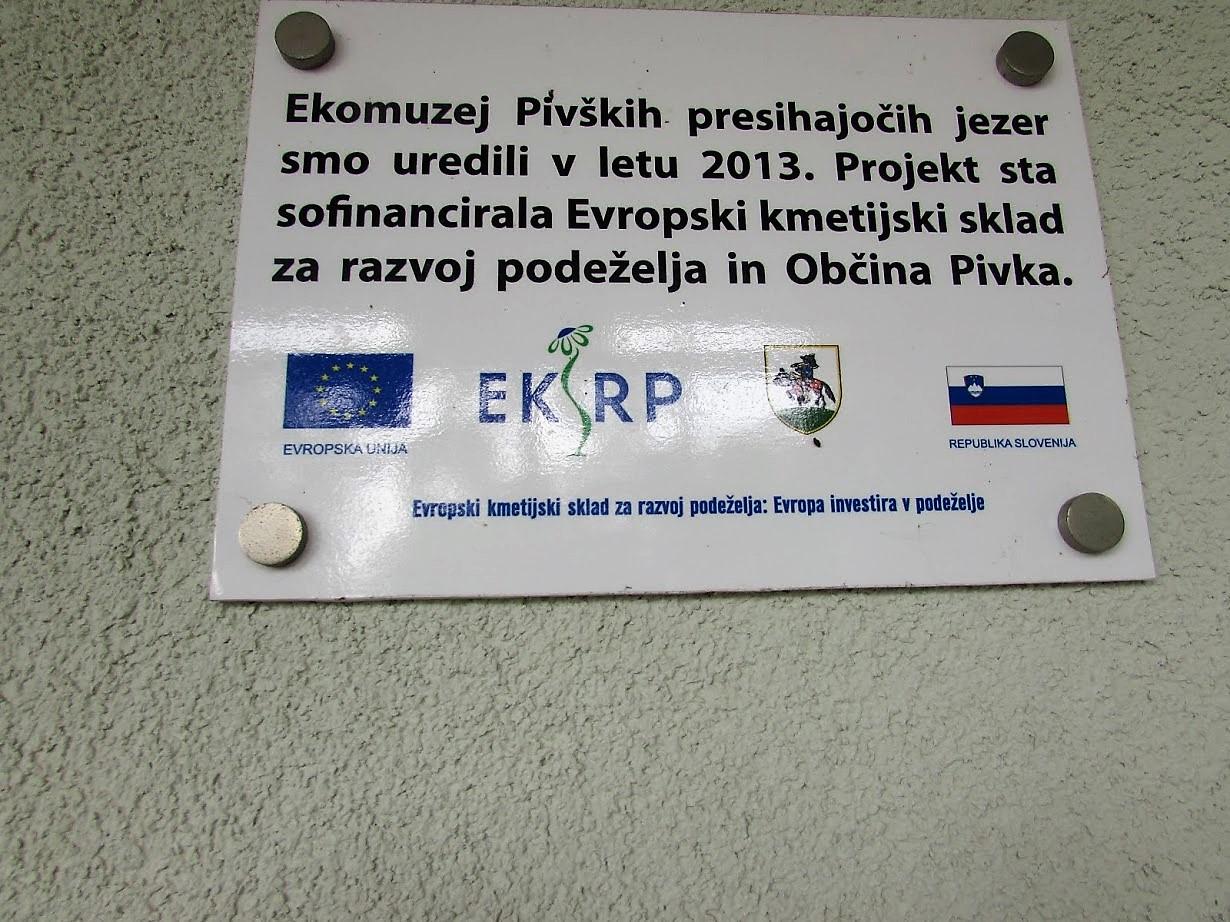 Ekomuzej Pivških presihajočih jezer
smo uredili v letu 2013. Projekt sta
sofinancirala Evropski kmetijski sklad
za razvoj podeželja in Občina Pivka.
EKSRP
EVROPSKA UNIJA
REPUBLIKA SLOVENIJA
Evropski kmetijski sklad za razvoj podeželja: Evropa investira v podeželje